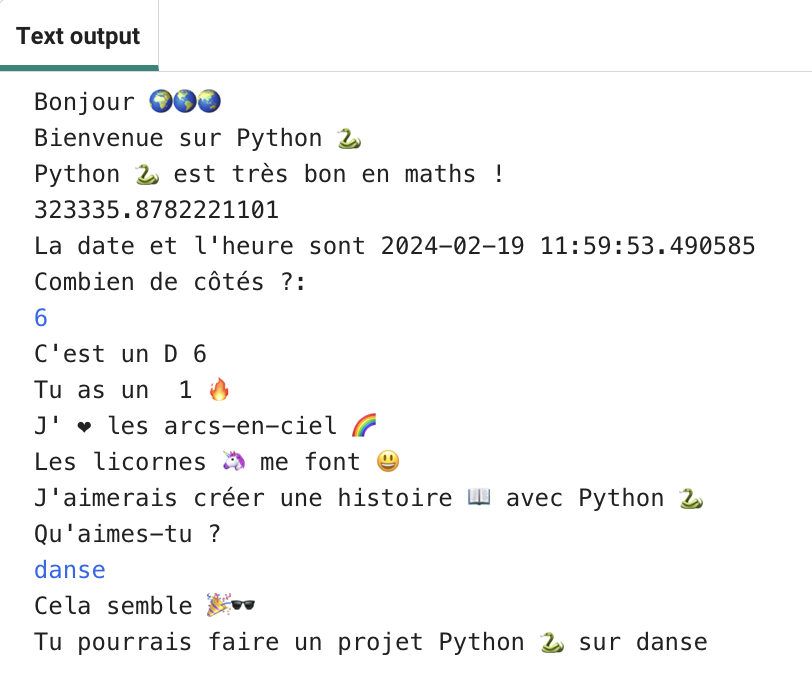 Text output
Bonjour 🌍🌎🌏
Bienvenue sur Python 🐍
Python 🐍 est très bon en maths !
323335.8782221101
La date et l'heure sont 2024-02-19 11:59:53.490585
Combien de côtés ?:
6
C'est un D 6
Tu as un  1 🔥
J' ❤ les arcs-en-ciel 🌈
Les licornes 🦄 me font 😃
J'aimerais créer une histoire 📖 avec Python 🐍
Qu'aimes-tu ?
danse
Cela semble 🎉🕶️
Tu pourrais faire un projet Python 🐍 sur danse